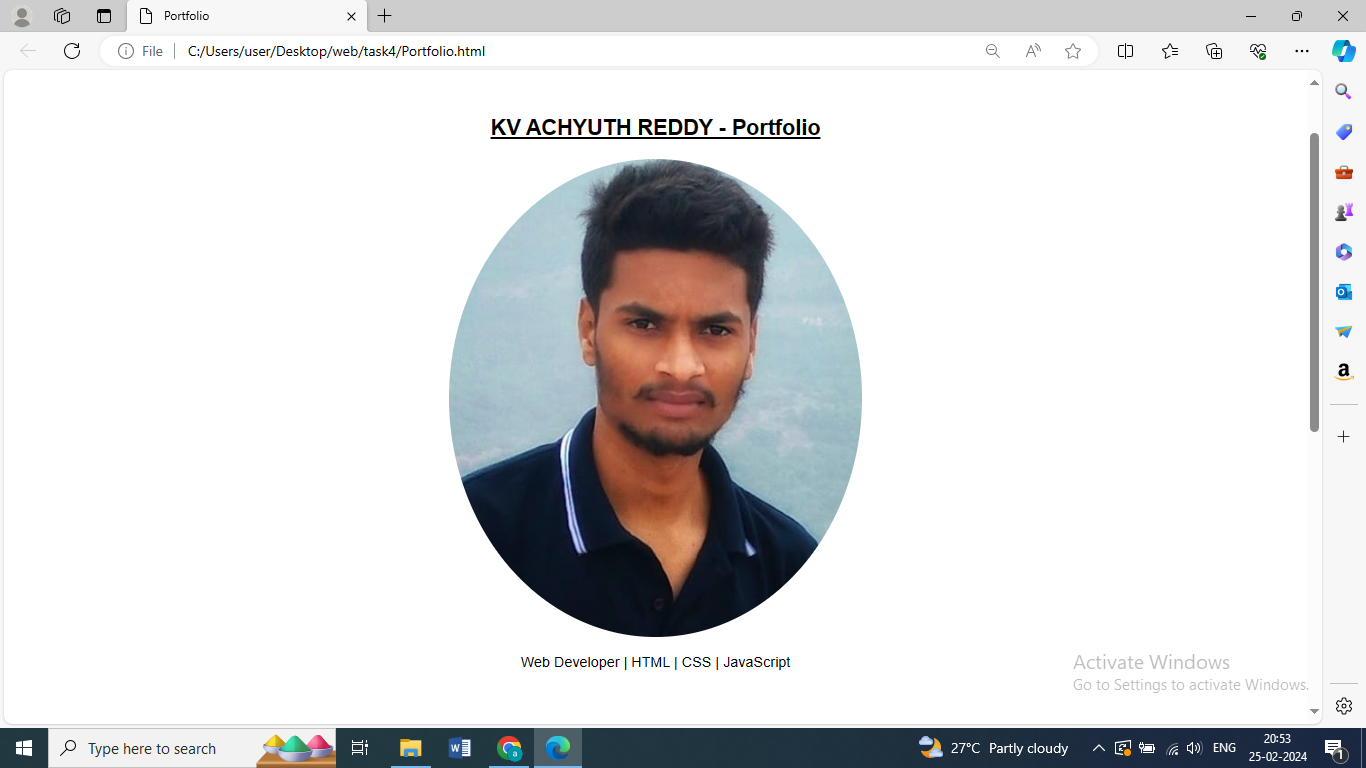 Portfolio
File
C:/Users/user/Desktop/web/task4/Portfolio.html
KV ACHYUTH REDDY - Portfolio
Web Developer | HTML | CSS | JavaScript
Activate Windows
Go to Settings to activate Windows.
Type here to search
27°C Partly cloudy
ENG
20:53
25-02-2024
1